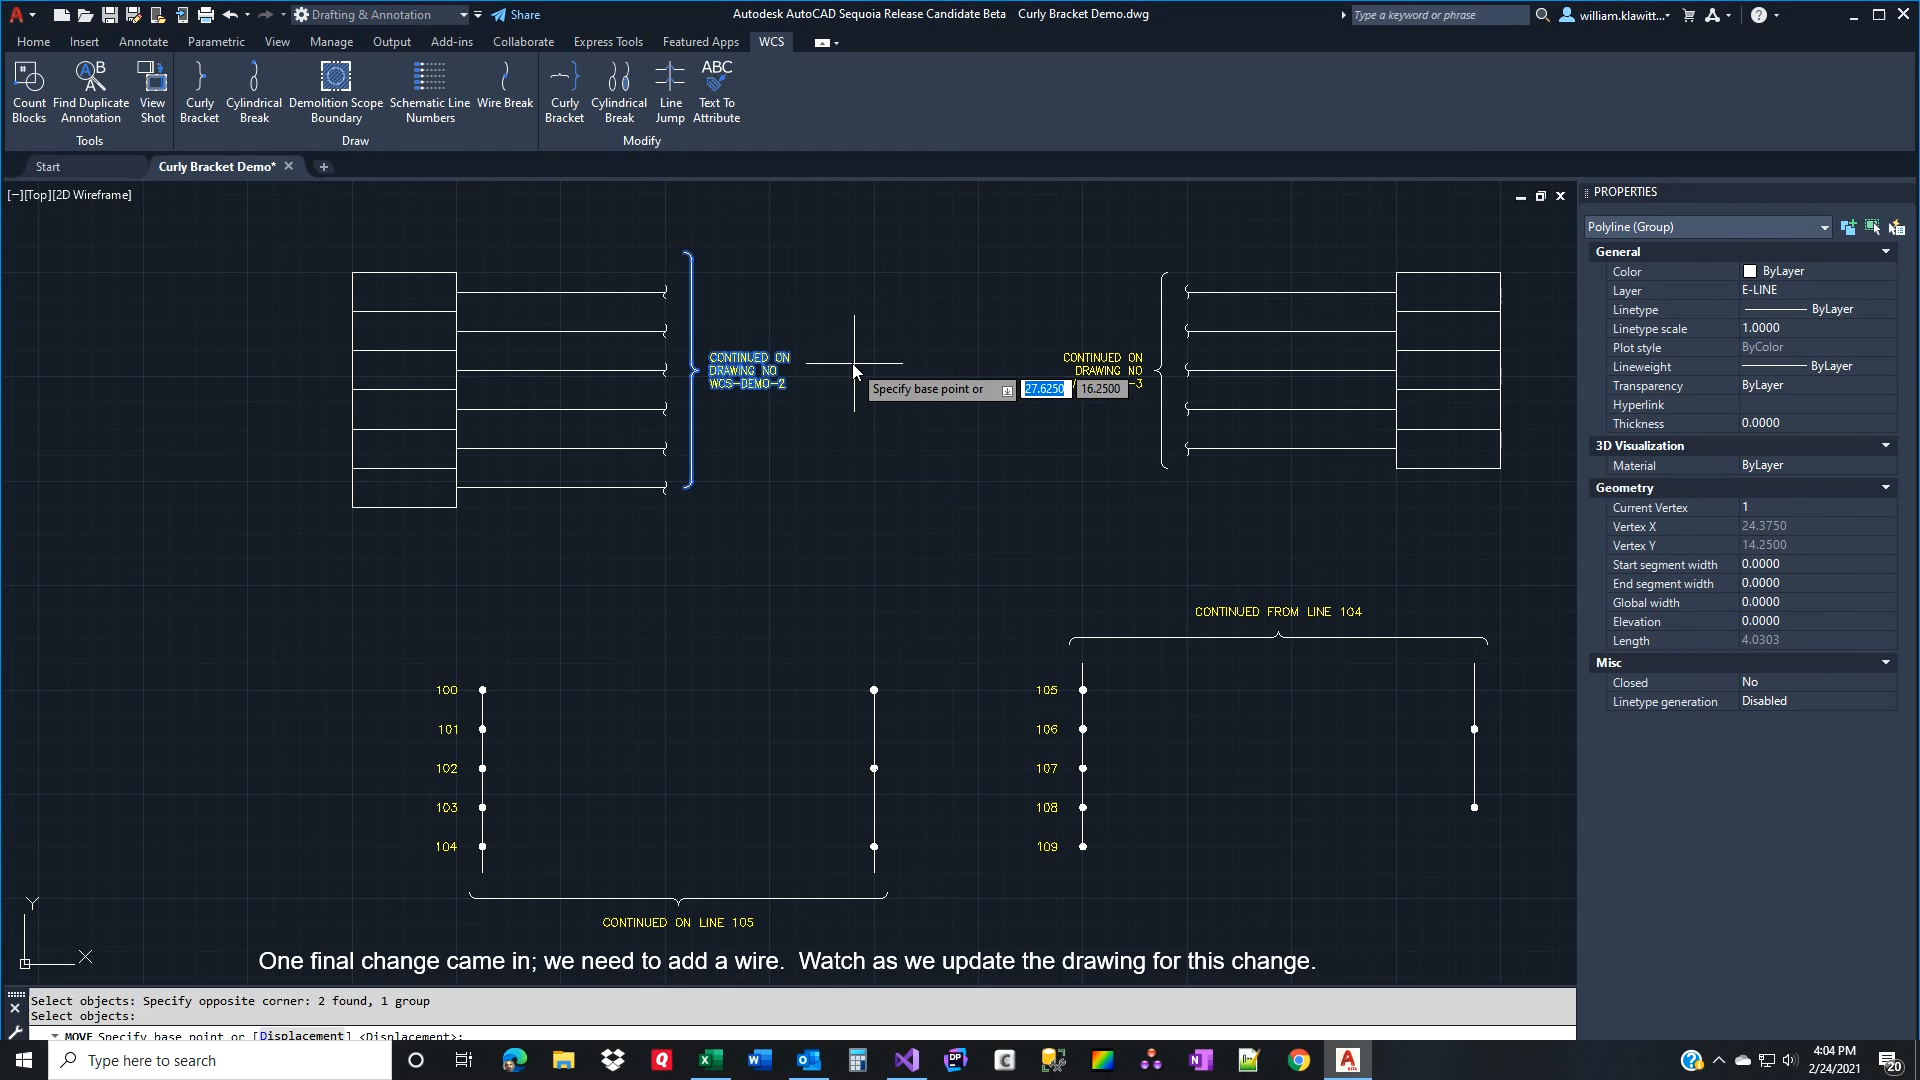 Drafting & Annotation
Share
Autodesk AutoCAD Sequoia Release Candidate Beta Curly Bracket Demo.dwg
Type a keyword or phrase
william.klawitt...
Home Insert Annotate Parametric View Manage Output Add-ins Collaborate Express Tools Featured Apps WCS
Count Blocks
Find Duplicate Annotation
View Shot
Curly Bracket
Cylindrical Break
Demolition Scope Boundary
Schematic Line Numbers
Wire Break
Curly Bracket
Cylindrical Break
Line Jump
ABC
Text To Attribute
Tools Draw Modify
Start Curly Bracket Demo*
[−][Top][2D Wireframe]
CONTINUED ON
DRAWING NO
WCS-DEMO-2
CONTINUED ON
DRAWING NO
-3
Specify base point or 27.6250 16.2500
CONTINUED FROM LINE 104
100
101
102
103
104
105
106
107
108
109
CONTINUED ON LINE 105
Y
X
One final change came in; we need to add a wire. Watch as we update the drawing for this change.
Select objects: Specify opposite corner: 2 found, 1 group
Select objects:
MOVE Specify base point or [Displacement] <Displacement>:
PROPERTIES
Polyline (Group)
General
Color ByLayer
Layer E-LINE
Linetype ByLayer
Linetype scale 1.0000
Plot style ByColor
Lineweight ByLayer
Transparency ByLayer
Hyperlink
Thickness 0.0000
3D Visualization
Material ByLayer
Geometry
Current Vertex 1
Vertex X 24.3750
Vertex Y 14.2500
Start segment width 0.0000
End segment width 0.0000
Global width 0.0000
Elevation 0.0000
Length 4.0303
Misc
Closed No
Linetype generation Disabled
Type here to search
4:04 PM
2/24/2021
20